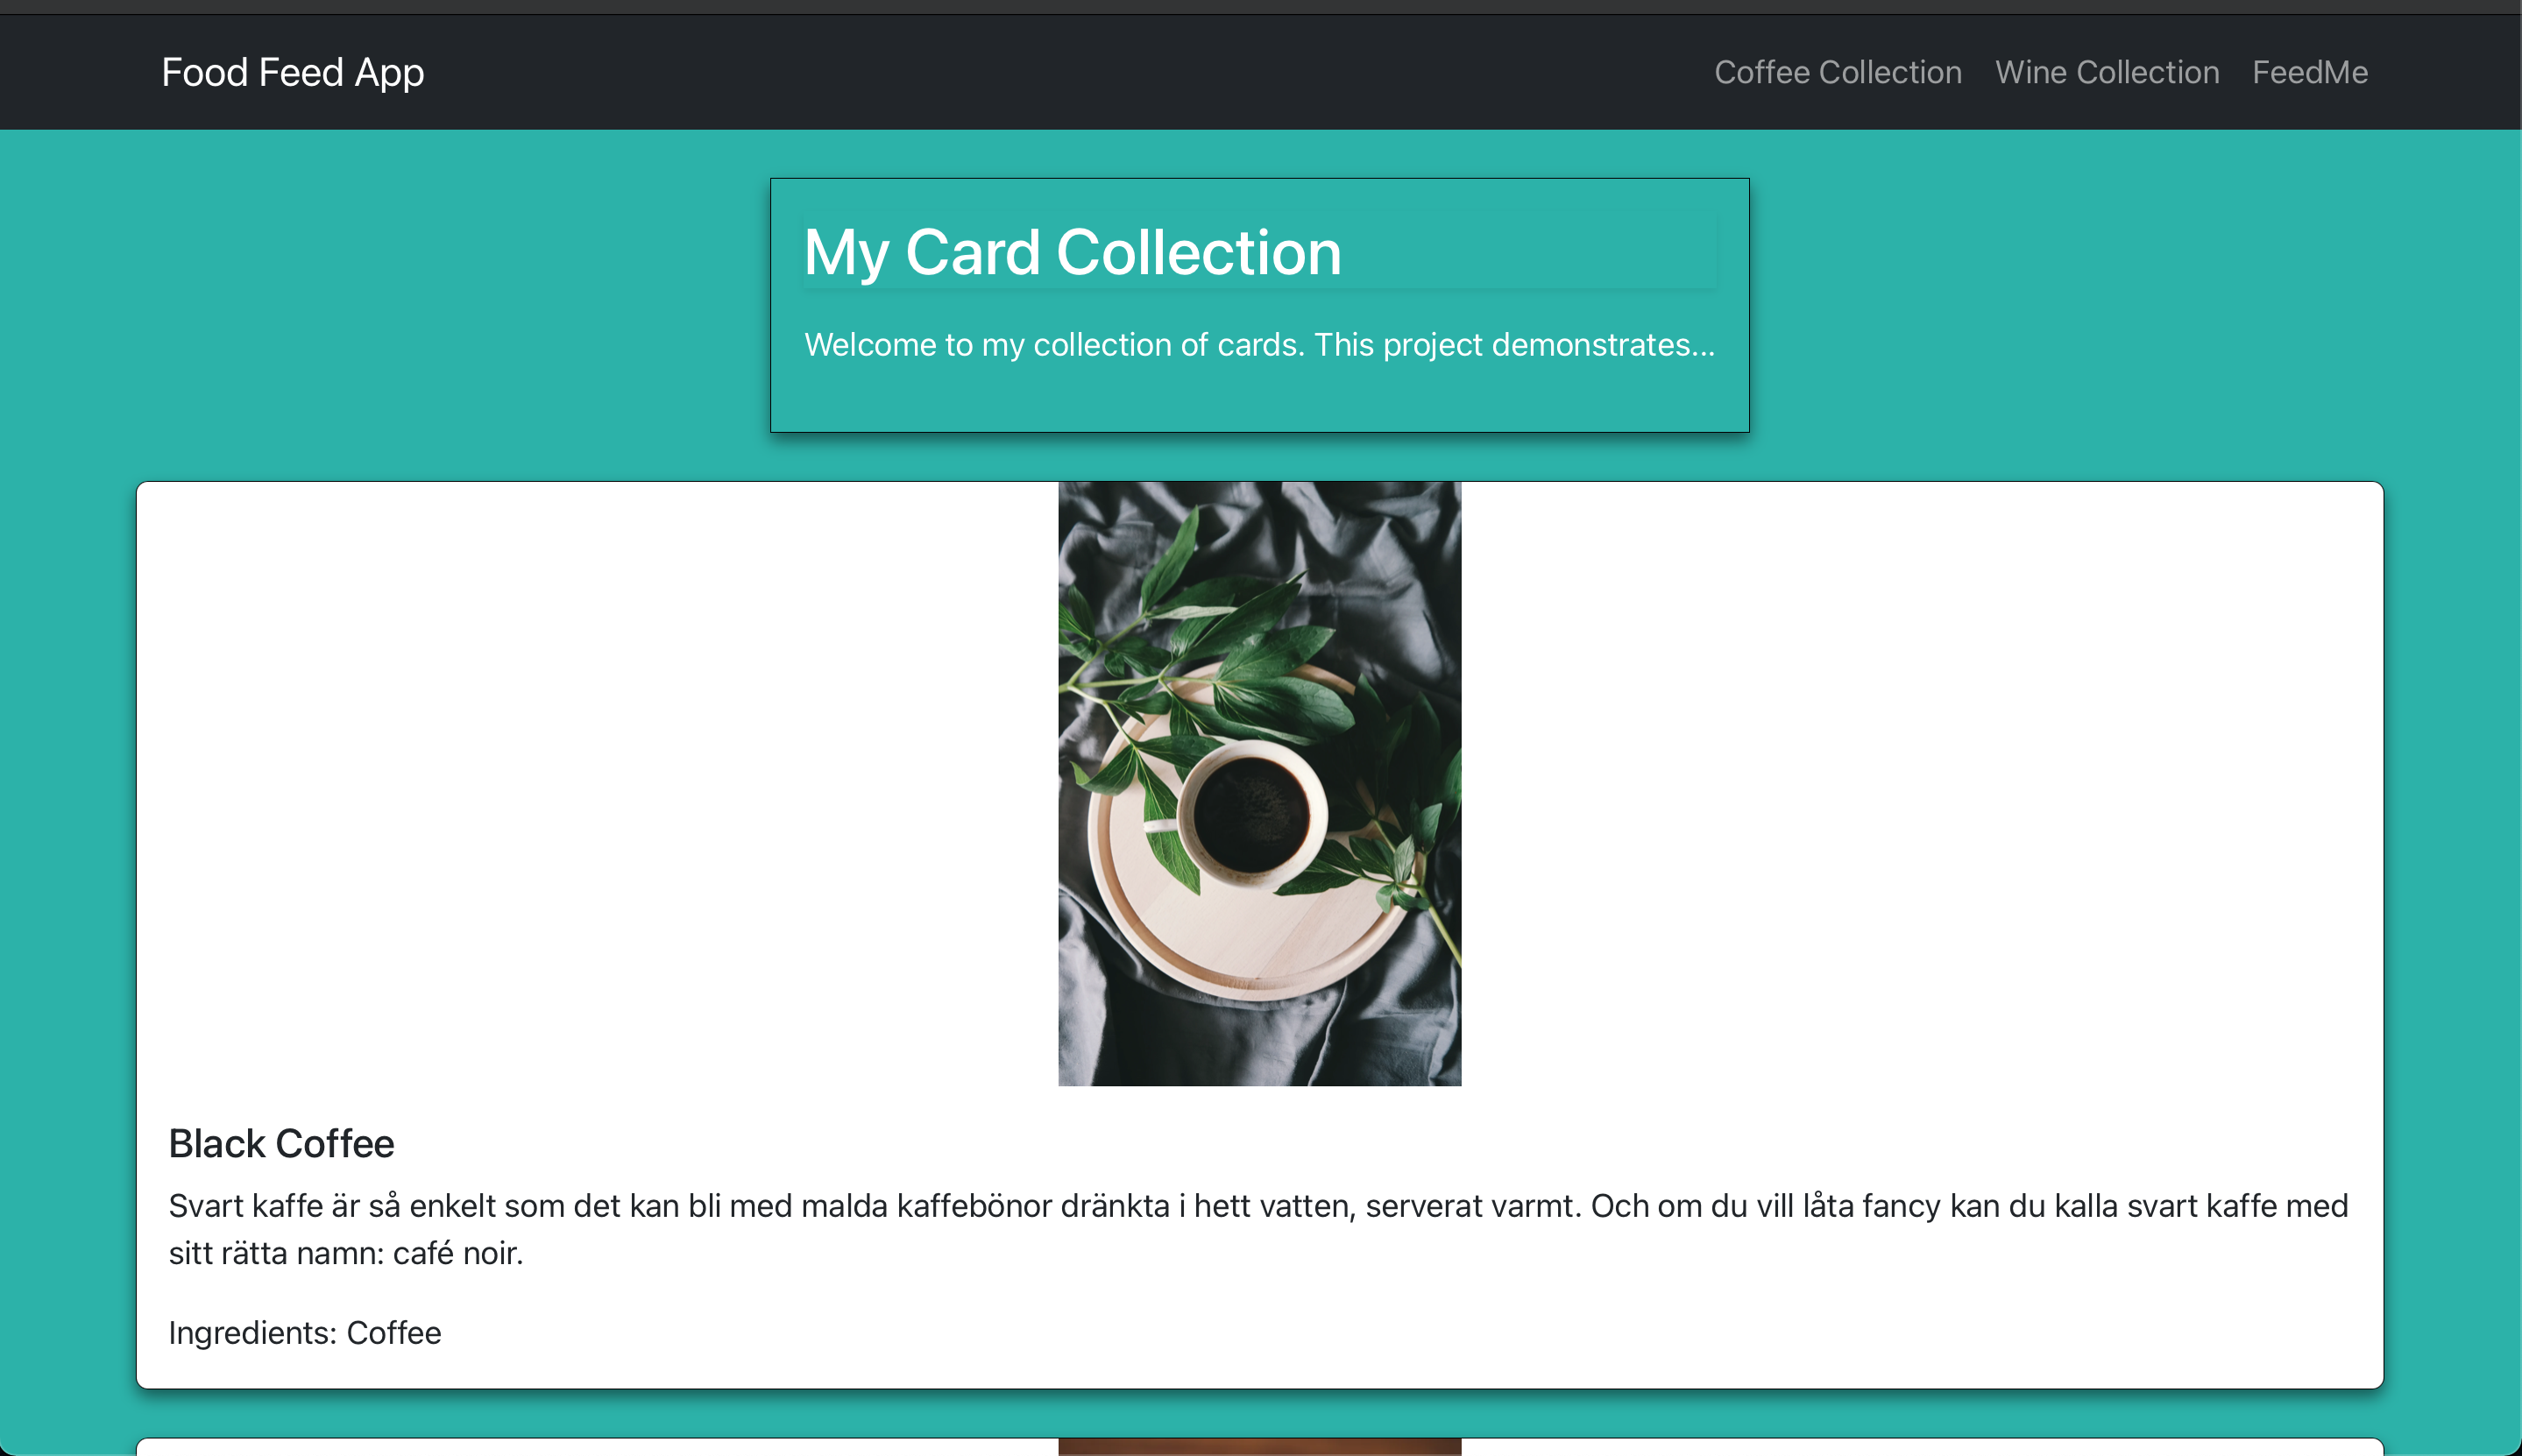 Food Feed App
Coffee Collection Wine Collection FeedMe
My Card Collection
Welcome to my collection of cards. This project demonstrates...
Black Coffee
Svart kaffe är så enkelt som det kan bli med malda kaffebönor dränkta i hett vatten, serverat varmt. Och om du vill låta fancy kan du kalla svart kaffe med
sitt rätta namn: café noir.
Ingredients: Coffee